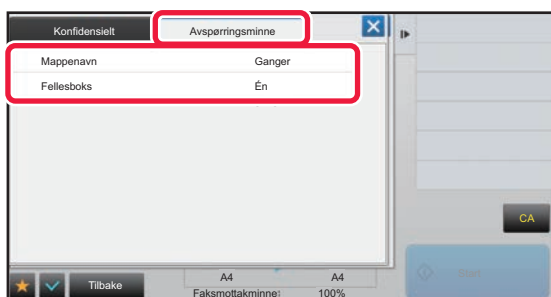 Konfidensielt Avspørringsminne
Mappenavn Ganger
Fellesboks Én
CA
A4 A4
Tilbake
Faksmottakminne 100%